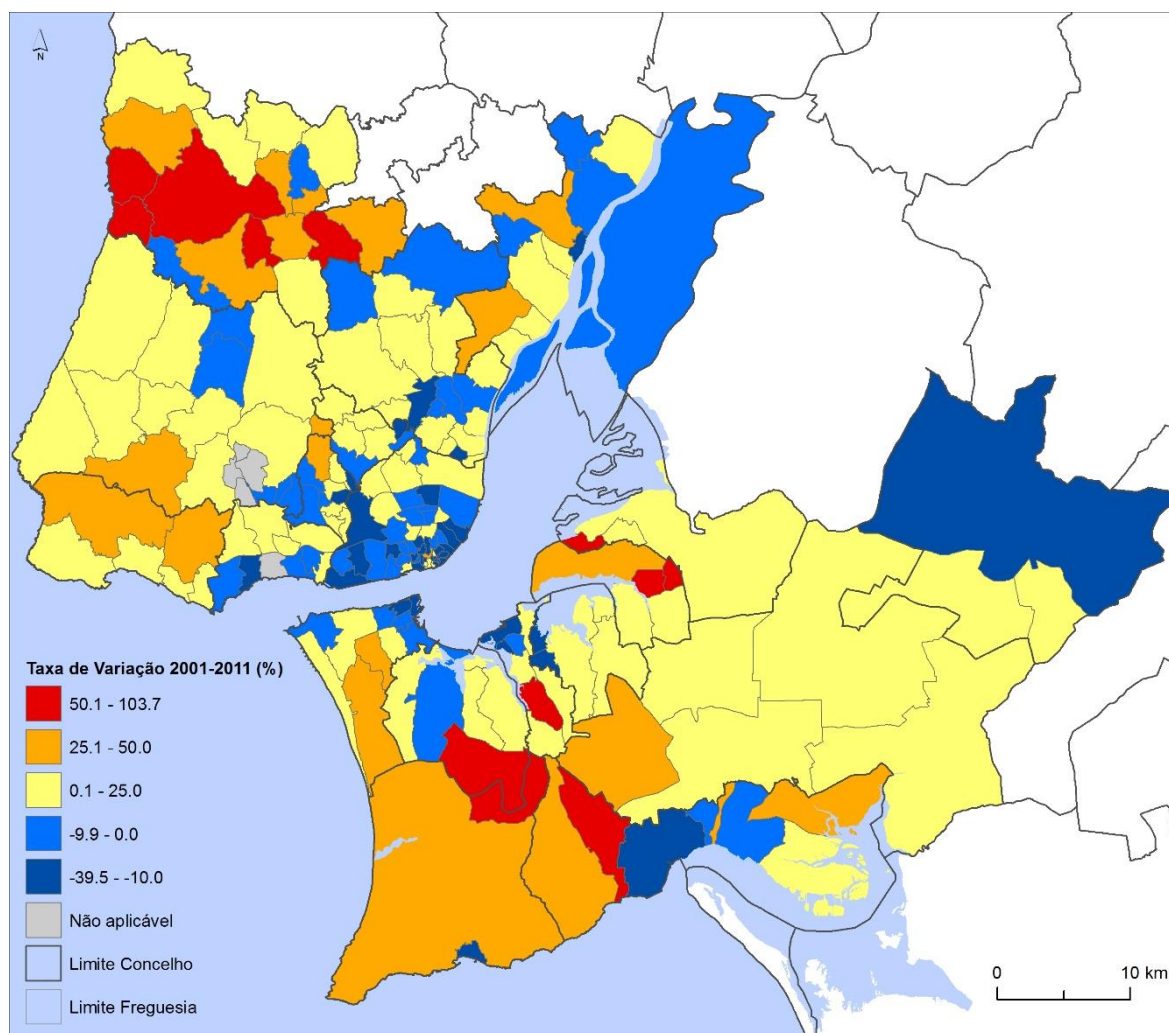 N
Taxa de Variação 2001-2011 (%)
50.1 - 103.7
25.1 - 50.0
0.1 - 25.0
-9.9 - 0.0
-39.5 - -10.0
Não aplicável
Limite Concelho
Limite Freguesia
0 10 km